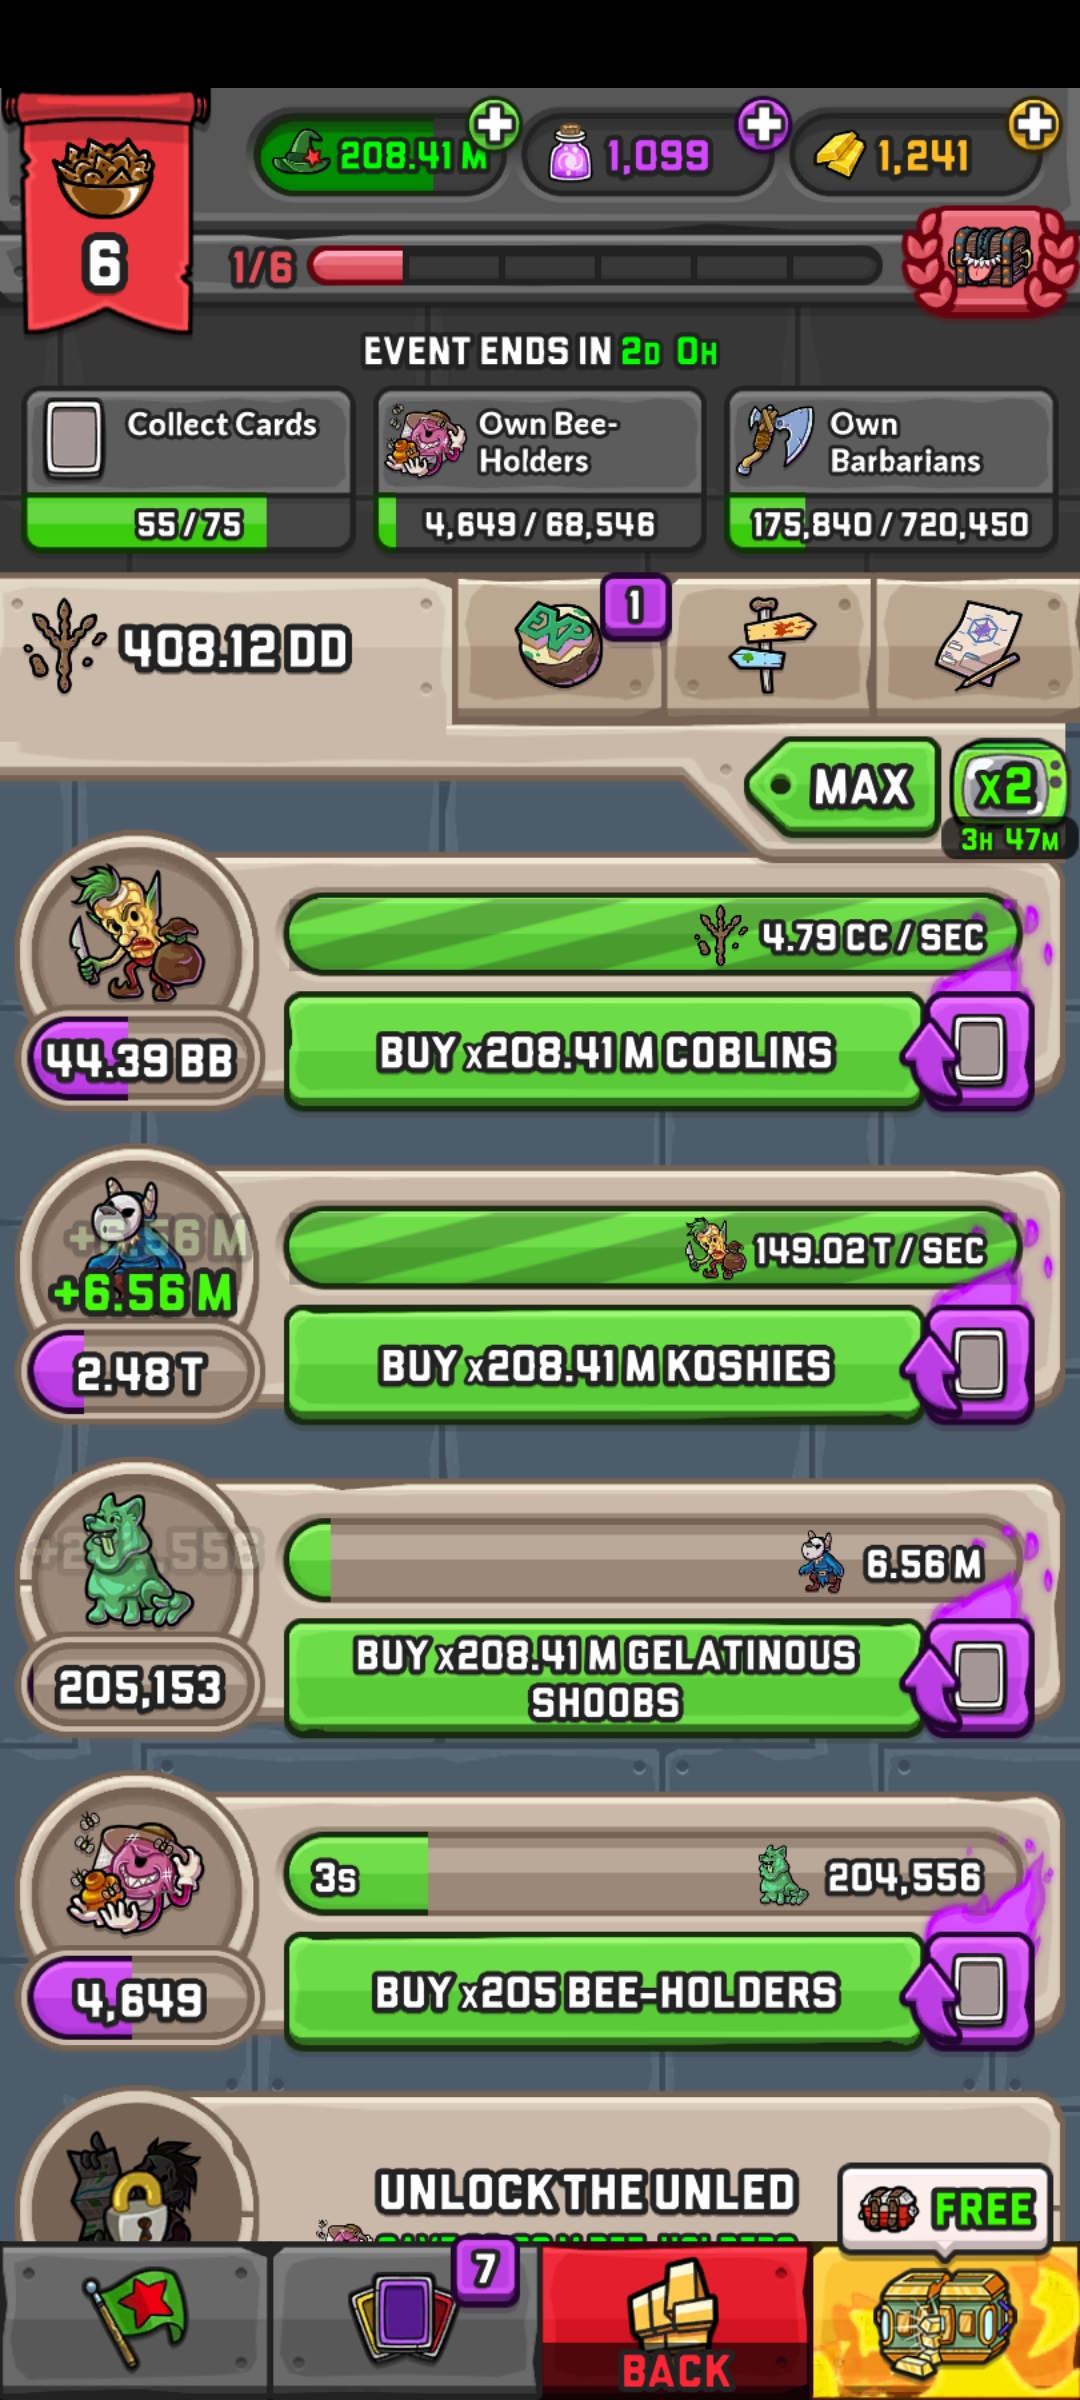 208.41 M
1,099
1,241
6
1/6
EVENT ENDS IN 2D 0H
Collect Cards
55/75
Own Bee-
Holders
4,649/68,546
Own
Barbarians
175,840/720,450
408.12 DD
EXP
1
MAX
x2
3H 47M
4.79 CC/SEC
44.39 BB
BUY x208.41 M COBLINS
+6.56 M
+6.56 M
149.02 T/SEC
2.48 T
BUY x208.41 M KOSHIES
6.56 M
205,153
BUY x208.41 M GELATINOUS
SHOOBS
3s
204,556
4,649
BUY x205 BEE-HOLDERS
UNLOCK THE UNLED
FREE
7
BACK